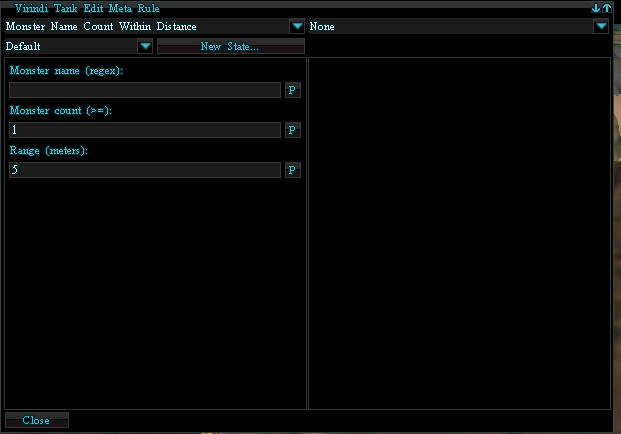 Virindi Tank Edit Meta Rule
Monster Name Count Within Distance
None
Default
New State...
Monster name (regex):
P
Monster count (>=):
1
P
Range (meters):
5
P
Close